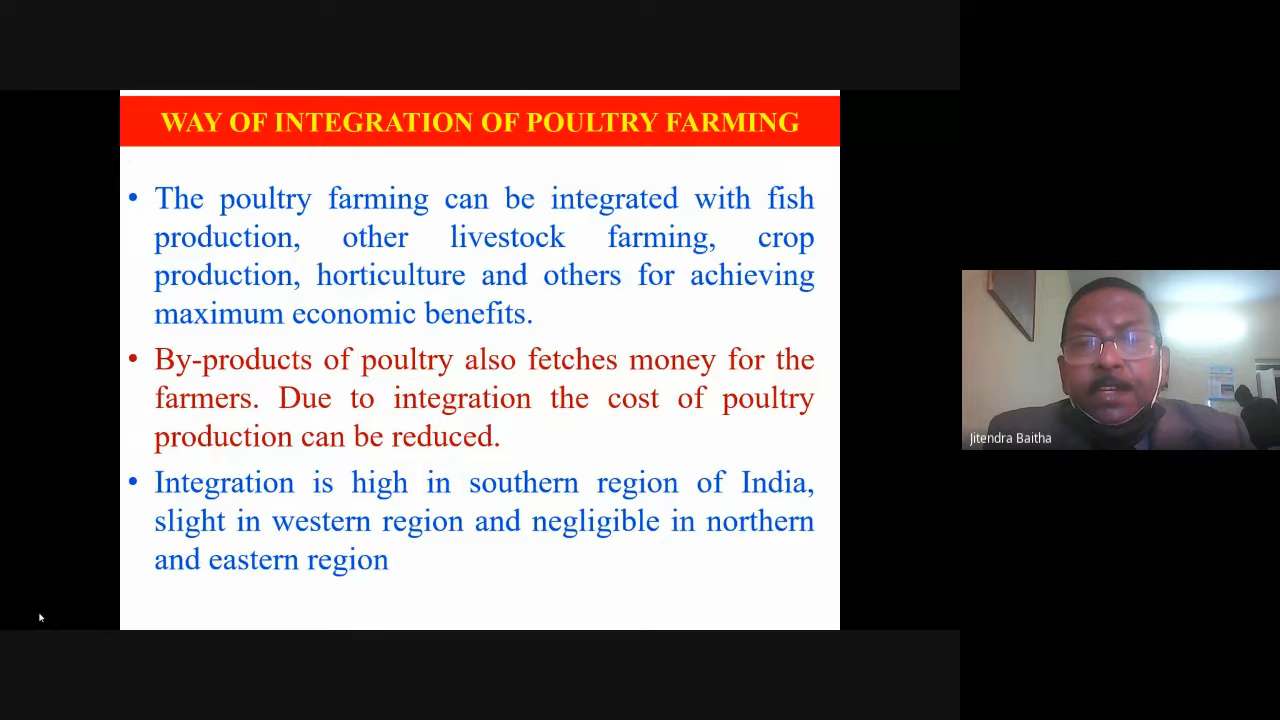 WAY OF INTEGRATION OF POULTRY FARMING
• The poultry farming can be integrated with fish
production, other livestock farming, crop
production, horticulture and others for achieving
maximum economic benefits.
• By-products of poultry also fetches money for the
farmers. Due to integration the cost of poultry
production can be reduced.
• Integration is high in southern region of India,
slight in western region and negligible in northern
and eastern region
Jitendra Baitha